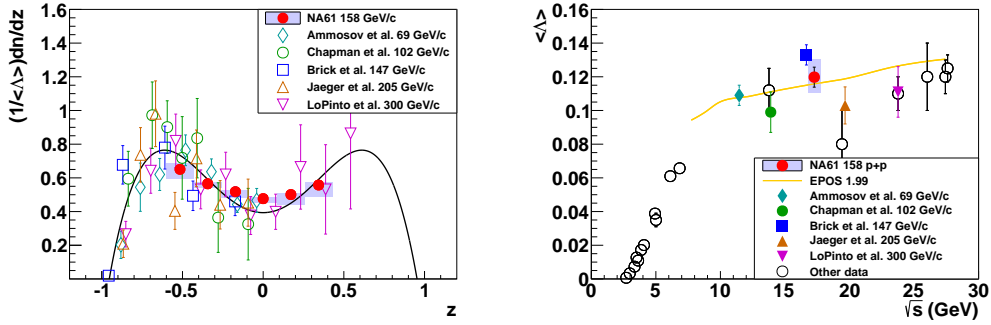 (1/<Λ>)dn/dz
1.6
1.4
1.2
1
0.8
0.6
0.4
0.2
-1
-0.5
0
0.5
1
z
NA61 158 GeV/c
Ammosov et al. 69 GeV/c
Chapman et al. 102 GeV/c
Brick et al. 147 GeV/c
Jaeger et al. 205 GeV/c
LoPinto et al. 300 GeV/c
<Λ>
0.16
0.14
0.12
0.1
0.08
0.06
0.04
0.02
0
0
5
10
15
20
25
30
√s (GeV)
NA61 158 p+p
EPOS 1.99
Ammosov et al. 69 GeV/c
Chapman et al. 102 GeV/c
Brick et al. 147 GeV/c
Jaeger et al. 205 GeV/c
LoPinto et al. 300 GeV/c
Other data